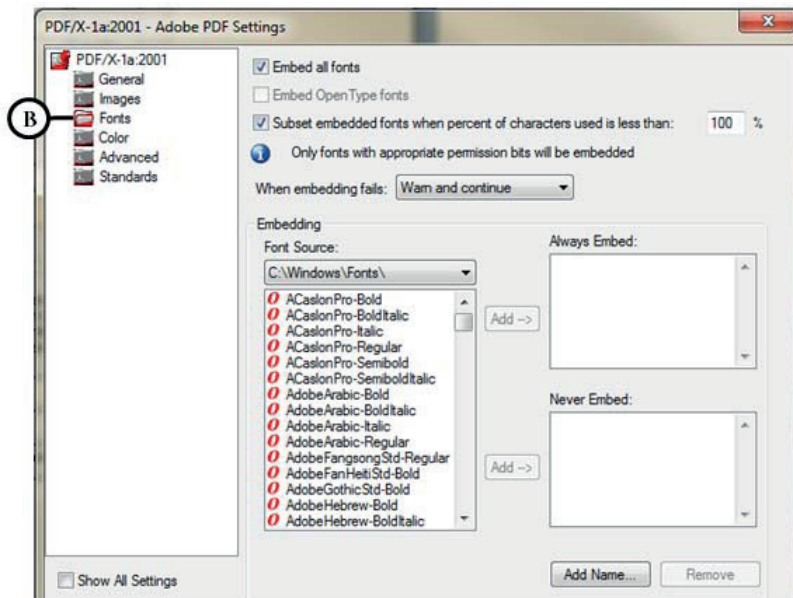 PDF/X-1a:2001 - Adobe PDF Settings
PDF/X-1a:2001
General
Images
B
Fonts
Color
Advanced
Standards
Show All Settings
Embed all fonts
Embed OpenType fonts
Subset embedded fonts when percent of characters used is less than: 100 %
Only fonts with appropriate permission bits will be embedded
When embedding fails: Warn and continue
Embedding
Font Source:
C:\Windows\Fonts\
ACaslonPro-Bold
ACaslonPro-BoldItalic
ACaslonPro-Italic
ACaslonPro-Regular
ACaslonPro-Semibold
ACaslonPro-SemiboldItalic
AdobeArabic-Bold
AdobeArabic-BoldItalic
AdobeArabic-Italic
AdobeArabic-Regular
AdobeFangsongStd-Regular
AdobeFanHeitiStd-Bold
AdobeGothicStd-Bold
AdobeHebrew-Bold
AdobeHebrew-BoldItalic
Add -->
Add -->
Always Embed:
Never Embed:
Add Name...
Remove